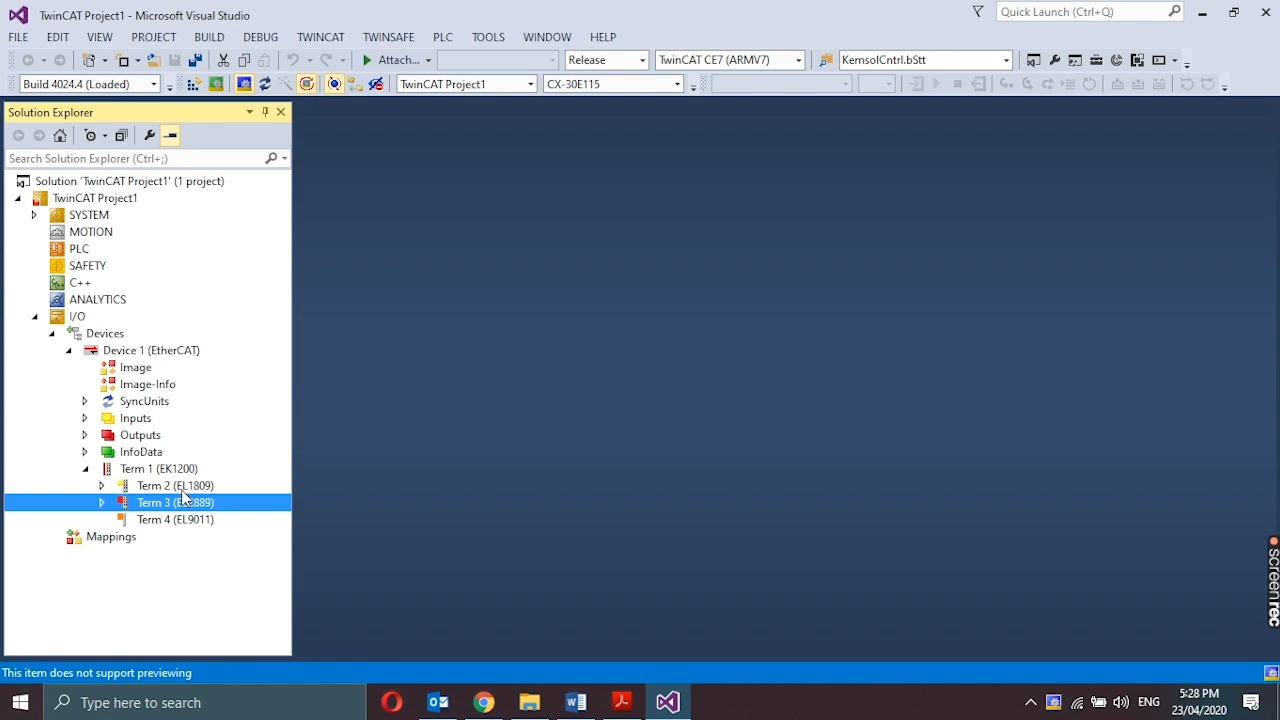 TwinCAT Project1 - Microsoft Visual Studio
Quick Launch (Ctrl+Q)
FILE EDIT VIEW PROJECT BUILD DEBUG TWINCAT TWINSAFE PLC TOOLS WINDOW HELP
Attach... Release TwinCAT CE7 (ARMV7) KemsolCntrl.bStt
Build 4024.4 (Loaded) TwinCAT Project1 CX-30E115
Solution Explorer
Search Solution Explorer (Ctrl+;)
Solution 'TwinCAT Project1' (1 project)
TwinCAT Project1
SYSTEM
MOTION
PLC
SAFETY
C++
ANALYTICS
I/O
Devices
Device 1 (EtherCAT)
Image
Image-Info
SyncUnits
Inputs
Outputs
InfoData
Term 1 (EK1200)
Term 2 (EL1809)
Term 3
Term 4 (EL9011)
Mappings
screenrec
This item does not support previewing
Type here to search
ENG
5:28 PM
23/04/2020